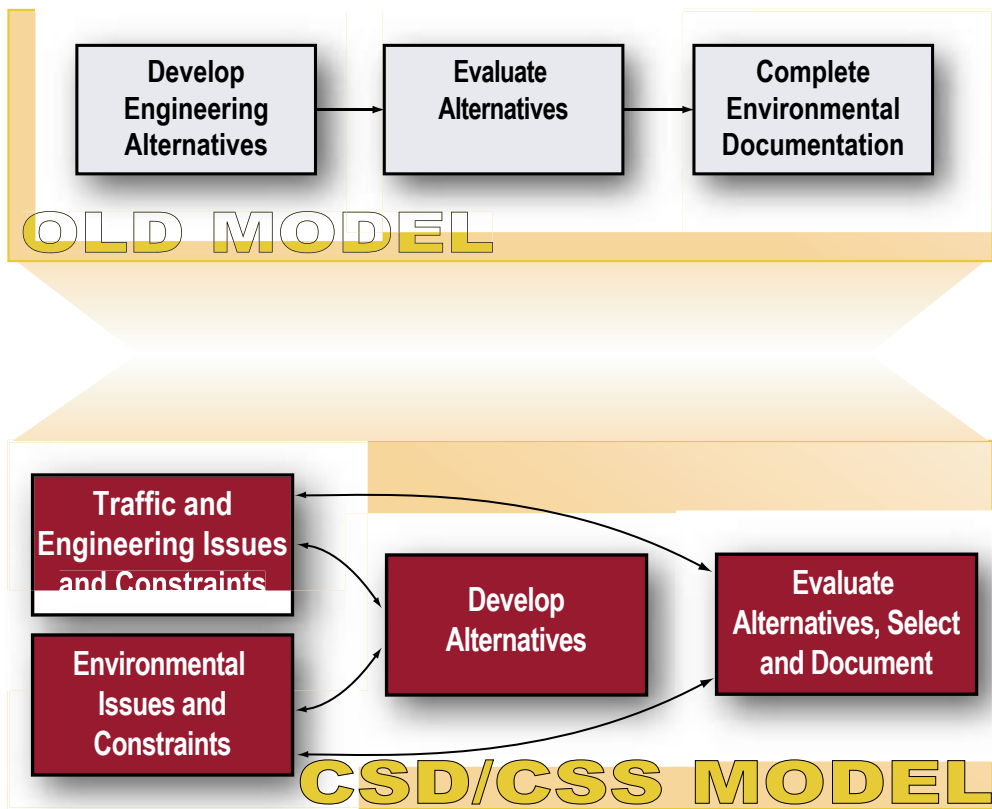 Develop
Engineering
Alternatives
Evaluate
Alternatives
Complete
Environmental
Documentation
OLD MODEL
Traffic and
Engineering Issues
and Constraints
Environmental
Issues and
Constraints
Develop
Alternatives
Evaluate
Alternatives, Select
and Document
CSD/CSS MODEL